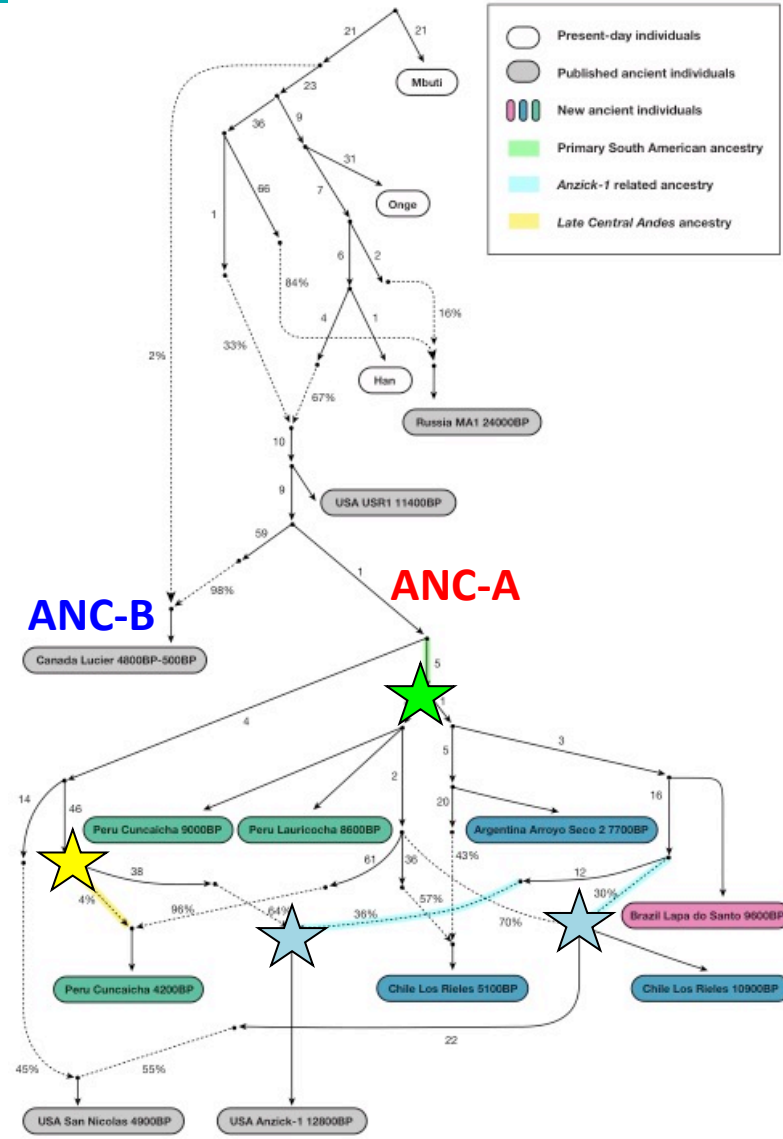 21
21
Mbuti
23
36
9
31
Onge
66
7
1
6
2
84%
16%
4
1
33%
2%
Han
67%
Russia MA1 24000BP
10
9
USA USR1 11400BP
59
1
98%
ANC-A
ANC-B
Canada Lucier 4800BP-500BP
5
1
4
3
5
2
14
46
20
16
Peru Cuncaicha 9000BP
Peru Lauricocha 8600BP
Argentina Arroyo Seco 2 7700BP
43%
38
61
36
12
4%
96%
64%
36%
57%
70%
30%
Brazil Lapa do Santo 9600BP
Peru Cuncaicha 4200BP
Chile Los Rieles 5100BP
Chile Los Rieles 10900BP
22
45%
55%
USA San Nicolas 4900BP
USA Anzick-1 12800BP
Present-day individuals
Published ancient individuals
New ancient individuals
Primary South American ancestry
Anzick-1 related ancestry
Late Central Andes ancestry